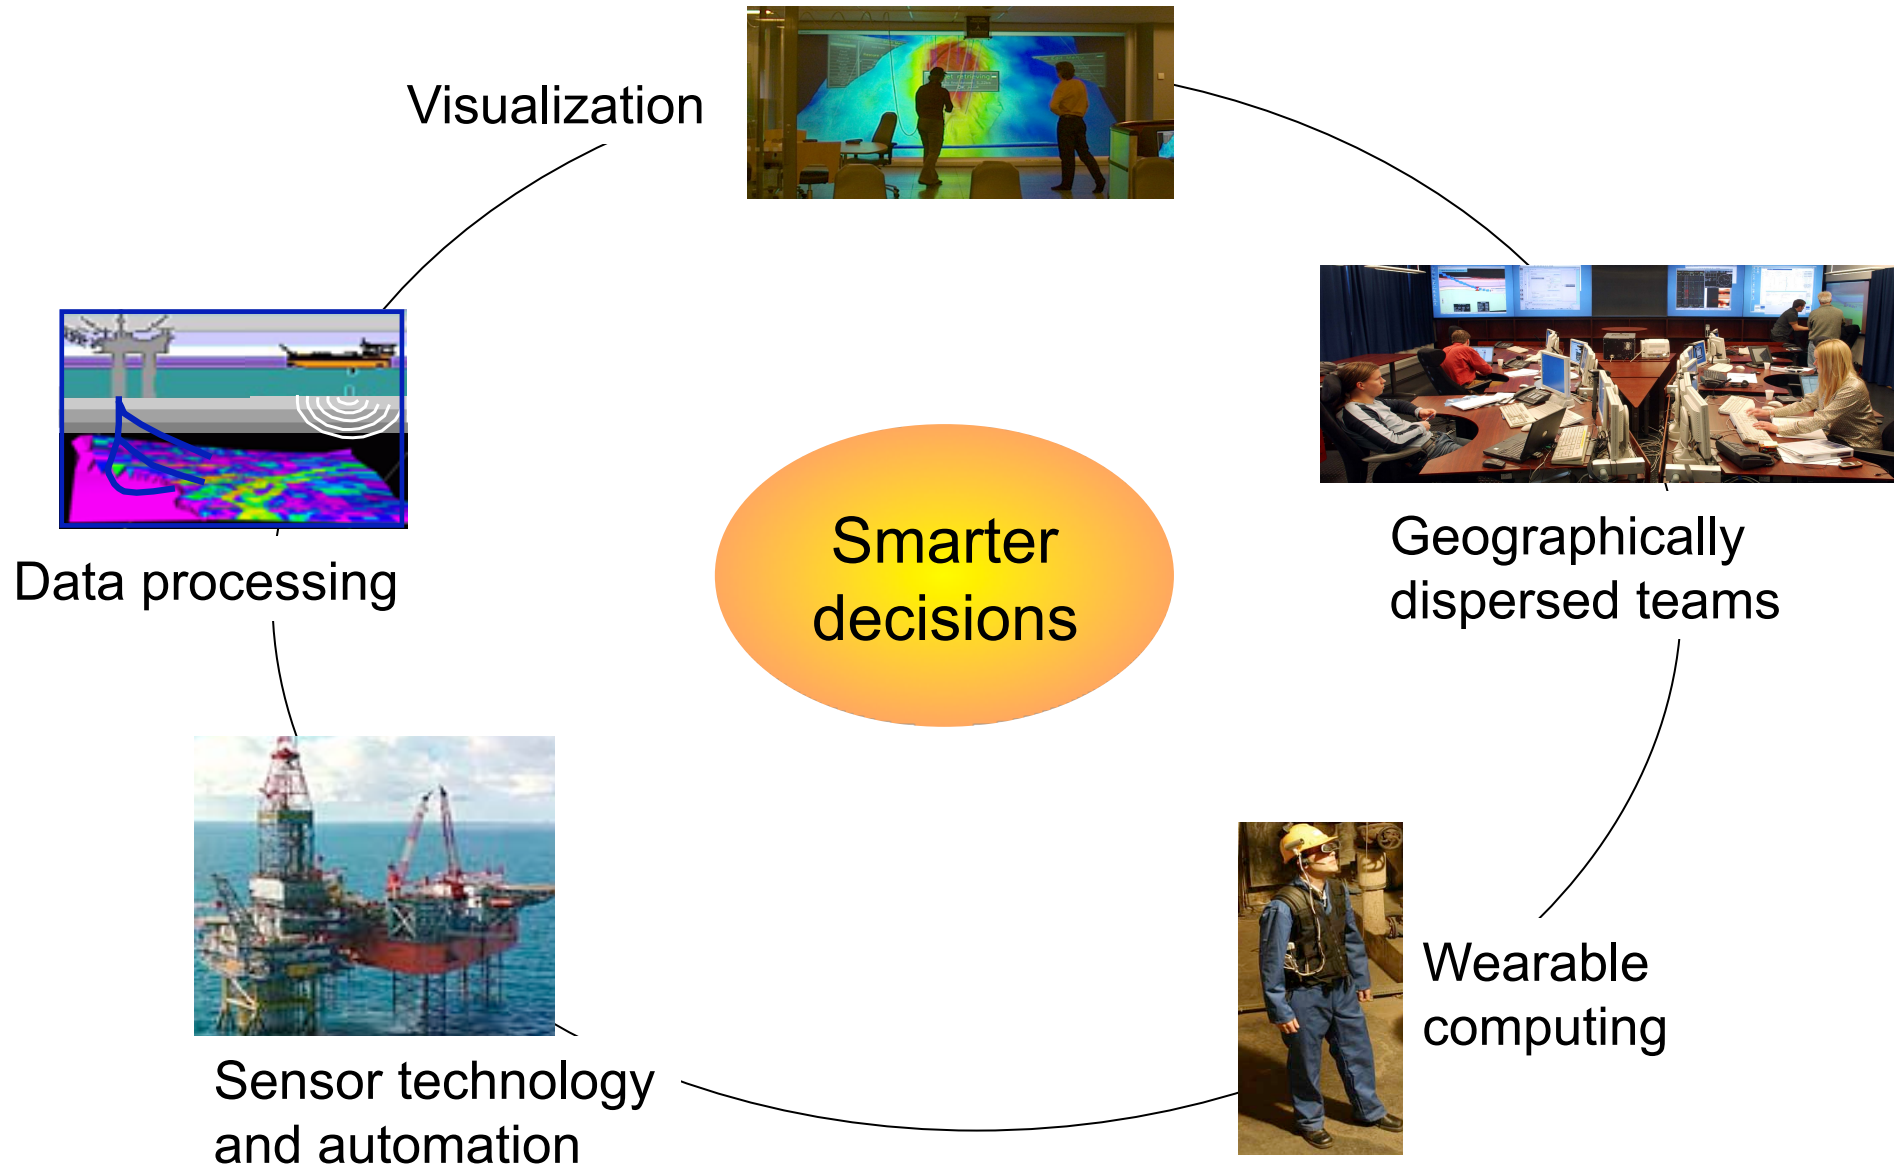 Visualization
Geographically
dispersed teams
Smarter
decisions
Data processing
Wearable
computing
Sensor technology
and automation